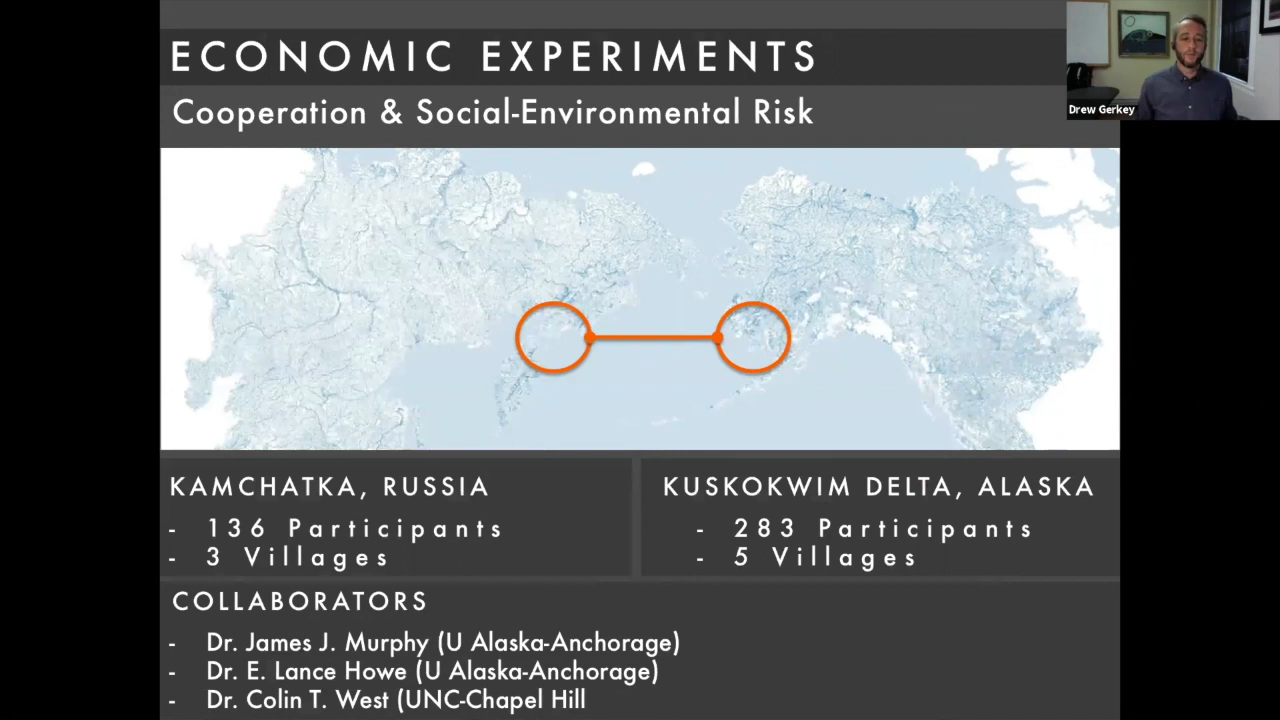 ECONOMIC EXPERIMENTS
Cooperation & Social-Environmental Risk
Drew Gerkey
KAMCHATKA, RUSSIA
- 136 Participants
- 3 Villages
KUSKOKWIM DELTA, ALASKA
- 283 Participants
- 5 Villages
COLLABORATORS
- Dr. James J. Murphy (U Alaska-Anchorage)
- Dr. E. Lance Howe (U Alaska-Anchorage)
- Dr. Colin T. West (UNC-Chapel Hill